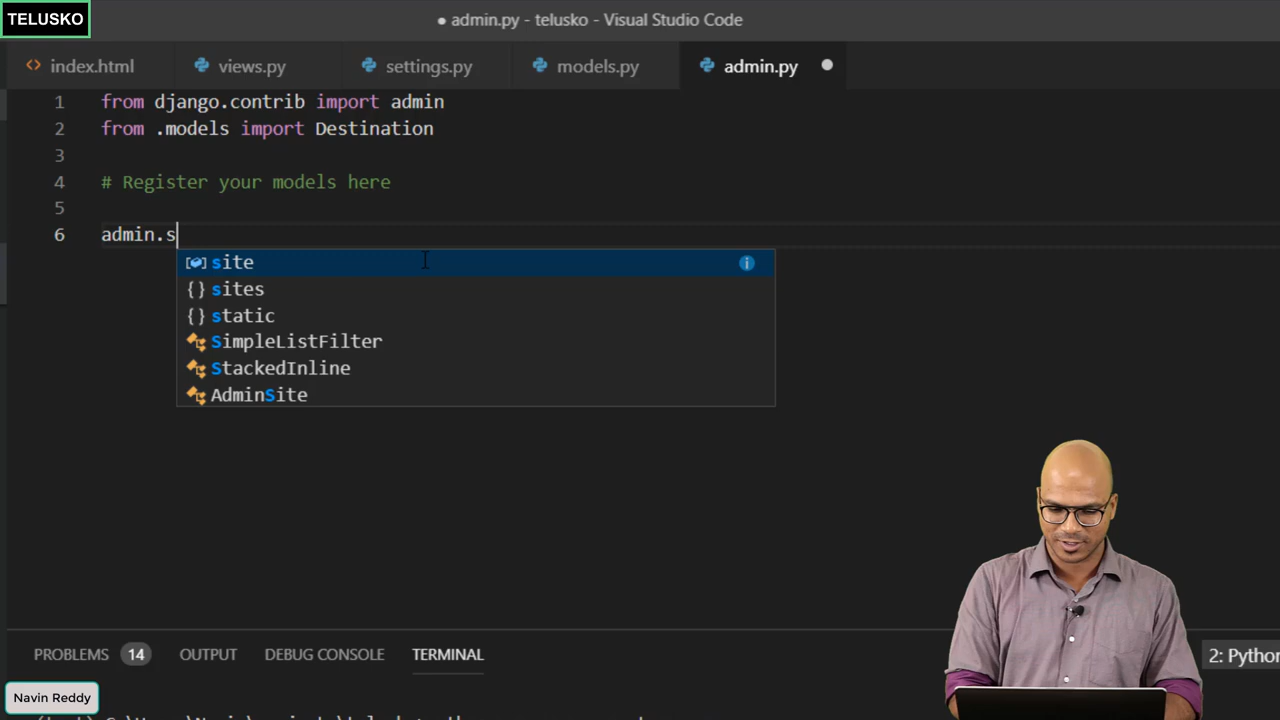 TELUSKO
● admin.py - telusko - Visual Studio Code
index.html views.py settings.py models.py admin.py
1 from django.contrib import admin
2 from .models import Destination
3
4 # Register your models here
5
6 admin.s
site
sites
static
SimpleListFilter
StackedInline
AdminSite
PROBLEMS 14 OUTPUT DEBUG CONSOLE TERMINAL 2: Python
Navin Reddy